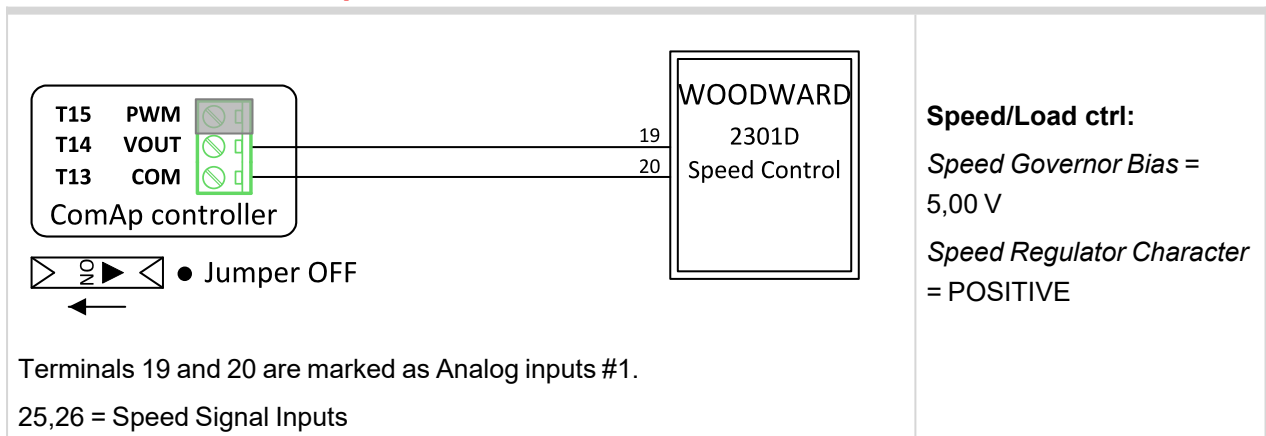 T15 PWM
T14 VOUT
T13 COM
ComAp controller
ON
Jumper OFF
19
20
WOODWARD
2301D
Speed Control
Terminals 19 and 20 are marked as Analog inputs #1.
25,26 = Speed Signal Inputs
Speed/Load ctrl:
Speed Governor Bias =
5,00 V
Speed Regulator Character
= POSITIVE